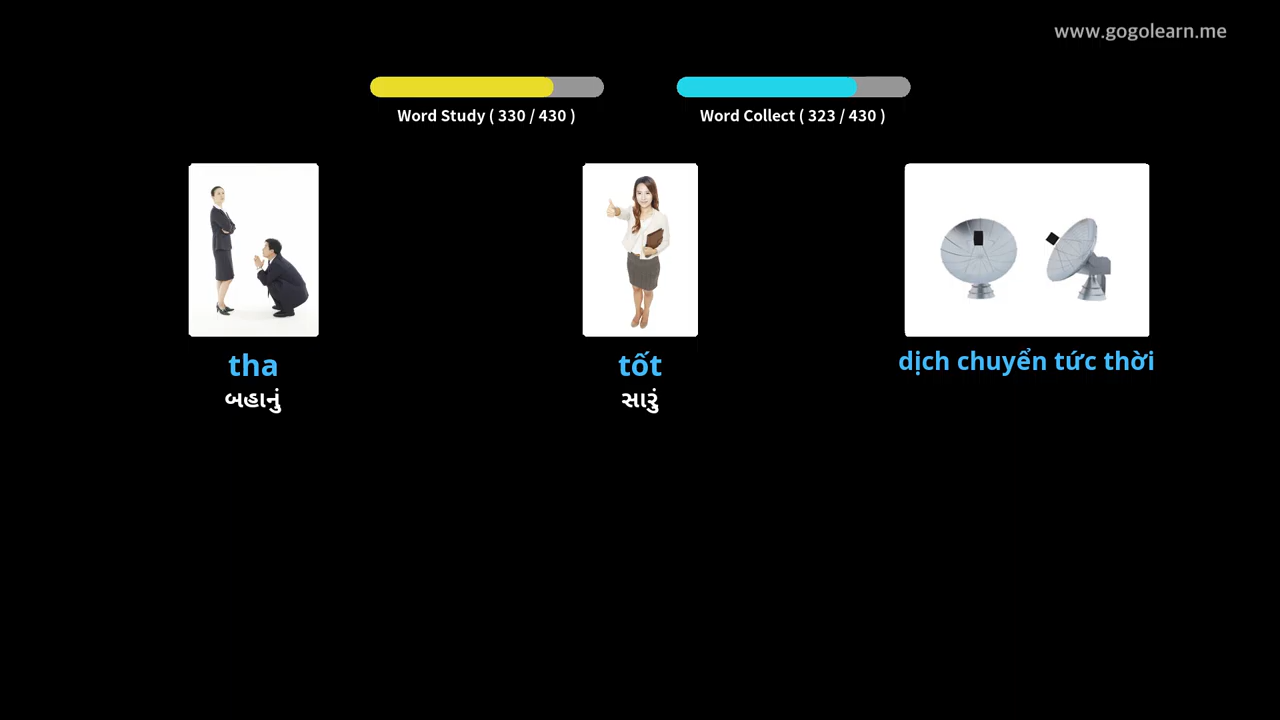 www.gogolearn.me
Word Study ( 330 / 430 )
Word Collect ( 323 / 430 )
tha
બહાનું
tốt
સારું
dịch chuyển tức thời